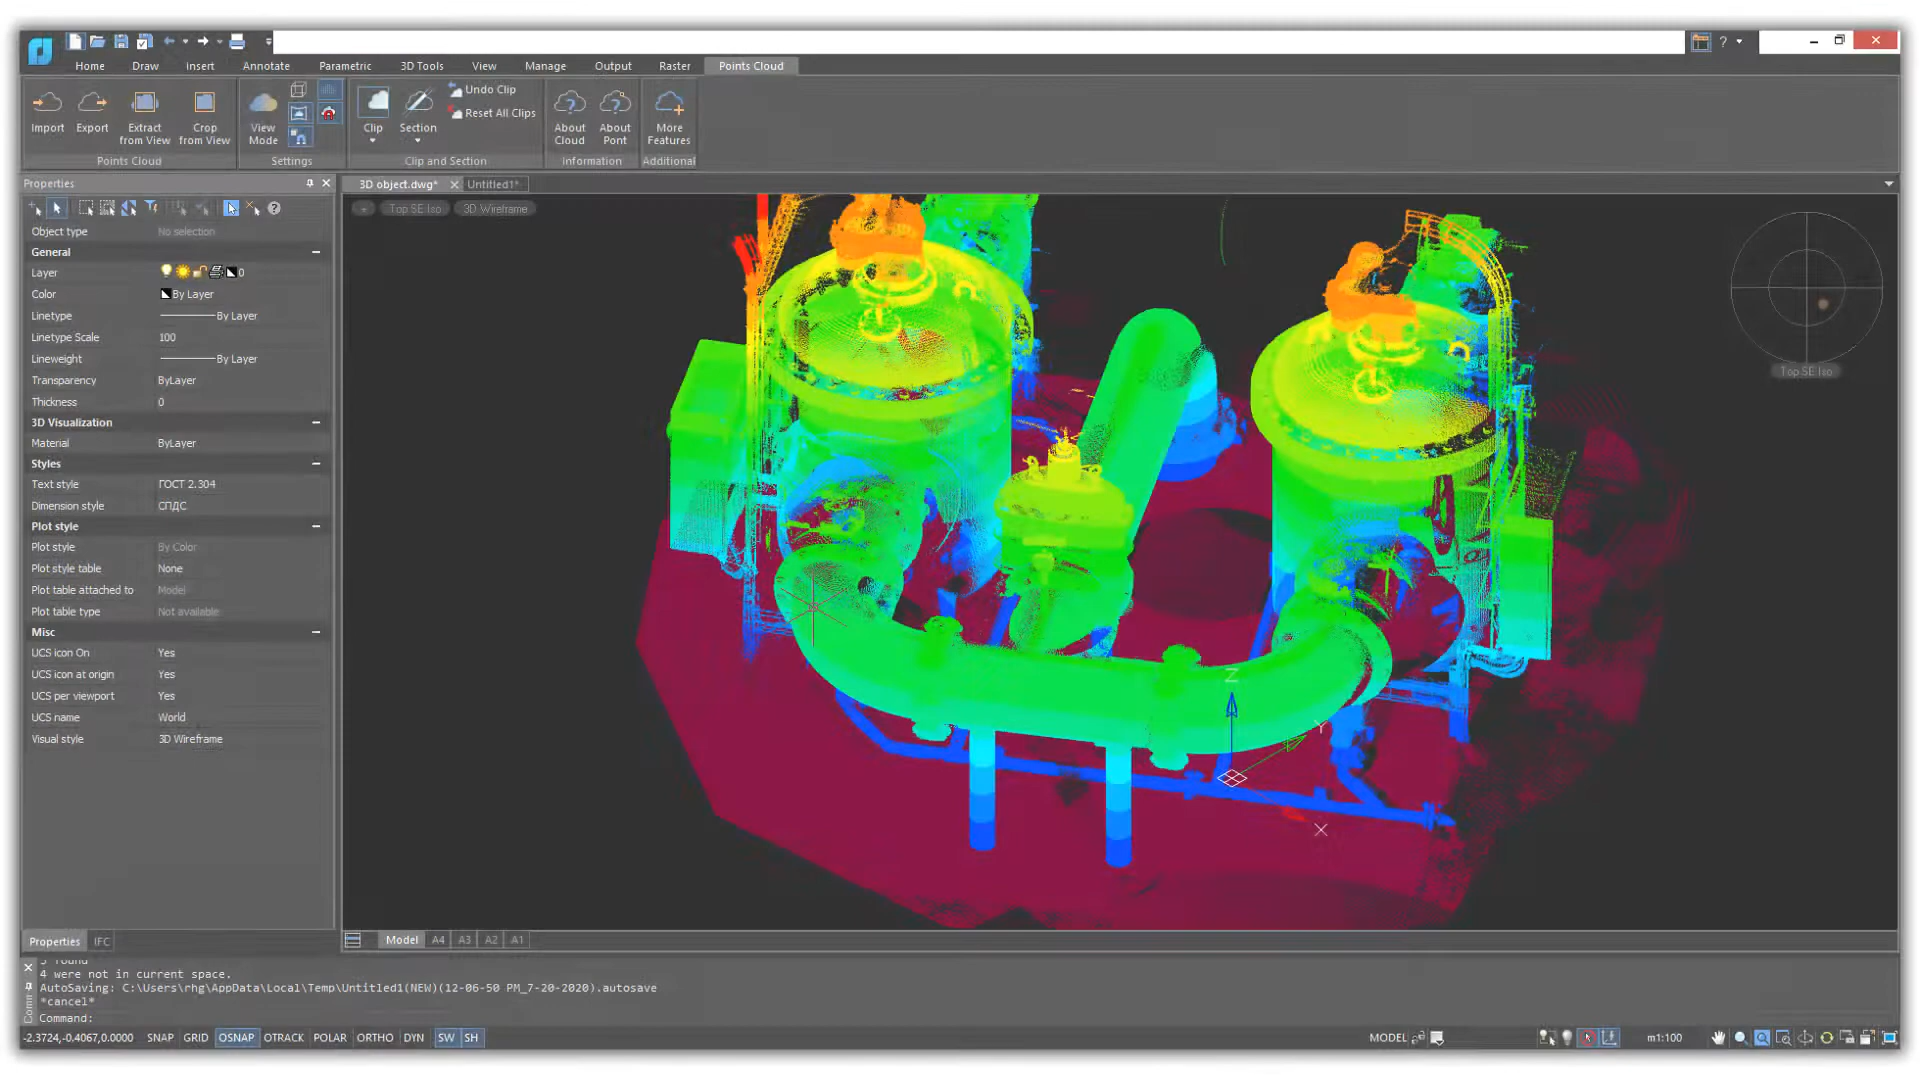 ?
Home Draw Insert Annotate Parametric 3D Tools View Manage Output Raster Points Cloud
Import
Export
Extract
from View
Crop
from View
Points Cloud
View
Mode
Settings
Clip
Section
Undo Clip
Reset All Clips
Clip and Section
About
Cloud
About
Pont
Information
More
Features
Additional
Properties
3D object.dwg*
Untitled1*
Top SE Iso
3D Wireframe
Top SE Iso
Object type No selection
General
Layer 0
Color By Layer
Linetype By Layer
Linetype Scale 100
Lineweight By Layer
Transparency ByLayer
Thickness 0
3D Visualization
Material ByLayer
Styles
Text style ГОСТ 2.304
Dimension style СПДС
Plot style
Plot style By Color
Plot style table None
Plot table attached to Model
Plot table type Not available
Misc
UCS icon On Yes
UCS icon at origin Yes
UCS per viewport Yes
UCS name World
Visual style 3D Wireframe
Z
Y
X
Properties IFC
Model A4 A3 A2 A1
4 were not in current space.
AutoSaving: C:\Users\rhg\AppData\Local\Temp\Untitled1(NEW)(12-06-50 PM_7-20-2020).autosave
*cancel*
Command:
-2.3724,-0.4067,0.0000 SNAP GRID OSNAP OTRACK POLAR ORTHO DYN SW SH MODEL m1:100